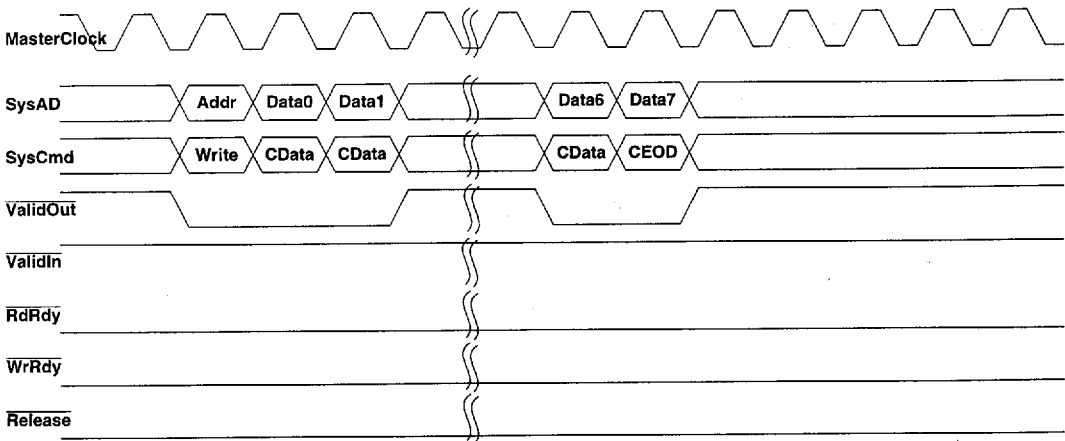 MasterClock
SysAD Addr Data0 Data1 Data6 Data7
SysCmd Write CData CData CData CEOD
ValidOut
ValidIn
RdRdy
WrRdy
Release